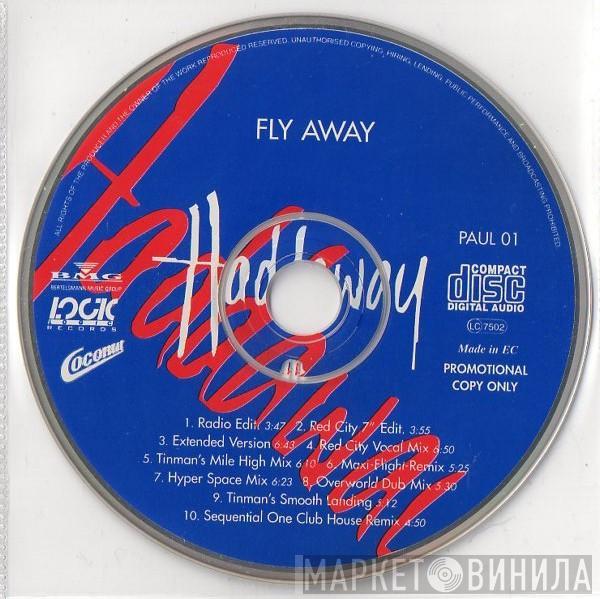 ALL RIGHTS OF THE PRODUCER AND THE OWNER OF THE WORK REPRODUCED RESERVED. UNAUTHORISED COPYING, HIRING, LENDING, PUBLIC PERFORMANCE AND BROADCASTING PROHIBITED.
FLY AWAY
Haddaway
Haddaway
PAUL 01
BMG
BERTELSMANN MUSIC GROUP
LOGIC
LOGIC
RECORDS
Coconut
COMPACT
disc
DIGITAL AUDIO
LC 7502
Made in EC
PROMOTIONAL
COPY ONLY
1. Radio Edit. 3:47 2. Red City 7" Edit. 3:55
3. Extended Version 6:43 4. Red City Vocal Mix 6:50
5. Tinman's Mile High Mix 6:10 6. Maxi-Flight-Remix 5:25
7. Hyper Space Mix 6:23 8. Overworld Dub Mix 5:30
9. Tinman's Smooth Landing 5:12
10. Sequential One Club House Remix 4:50
МАРКЕТ ВИНИЛА